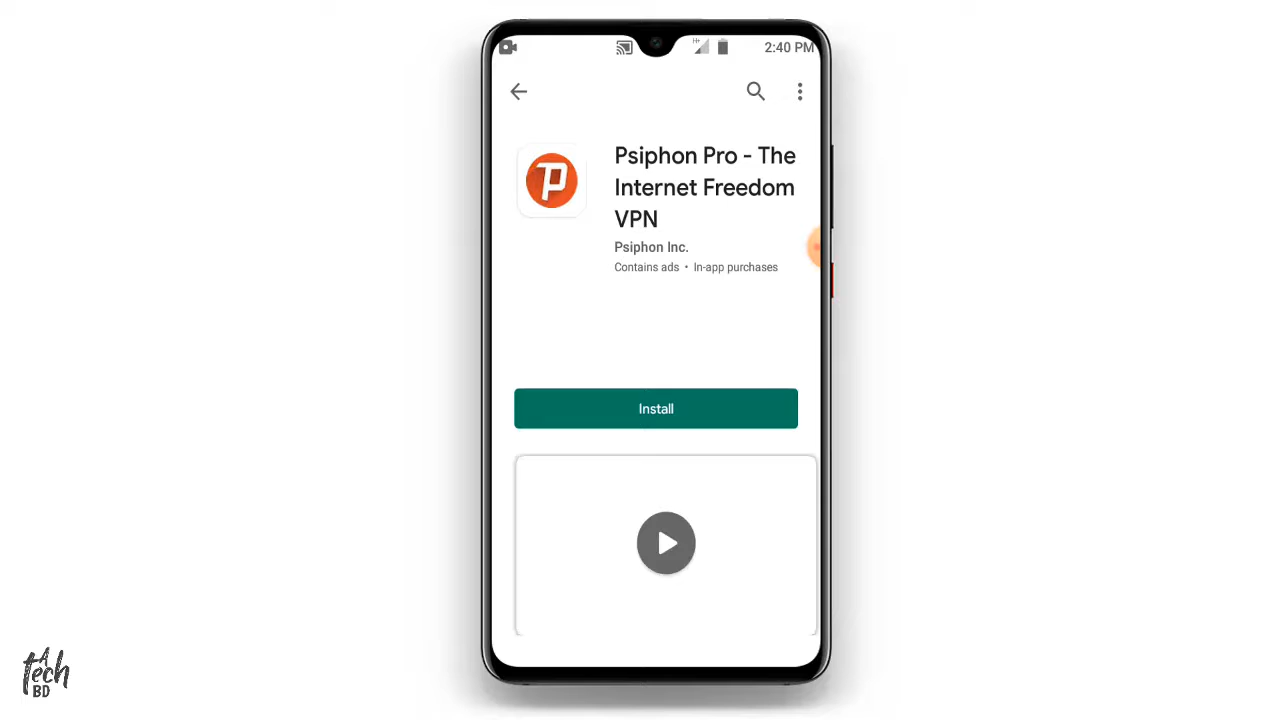 2:40 PM
Psiphon Pro - The
Internet Freedom
VPN
Psiphon Inc.
Contains ads • In-app purchases
Install
A
Tech
BD